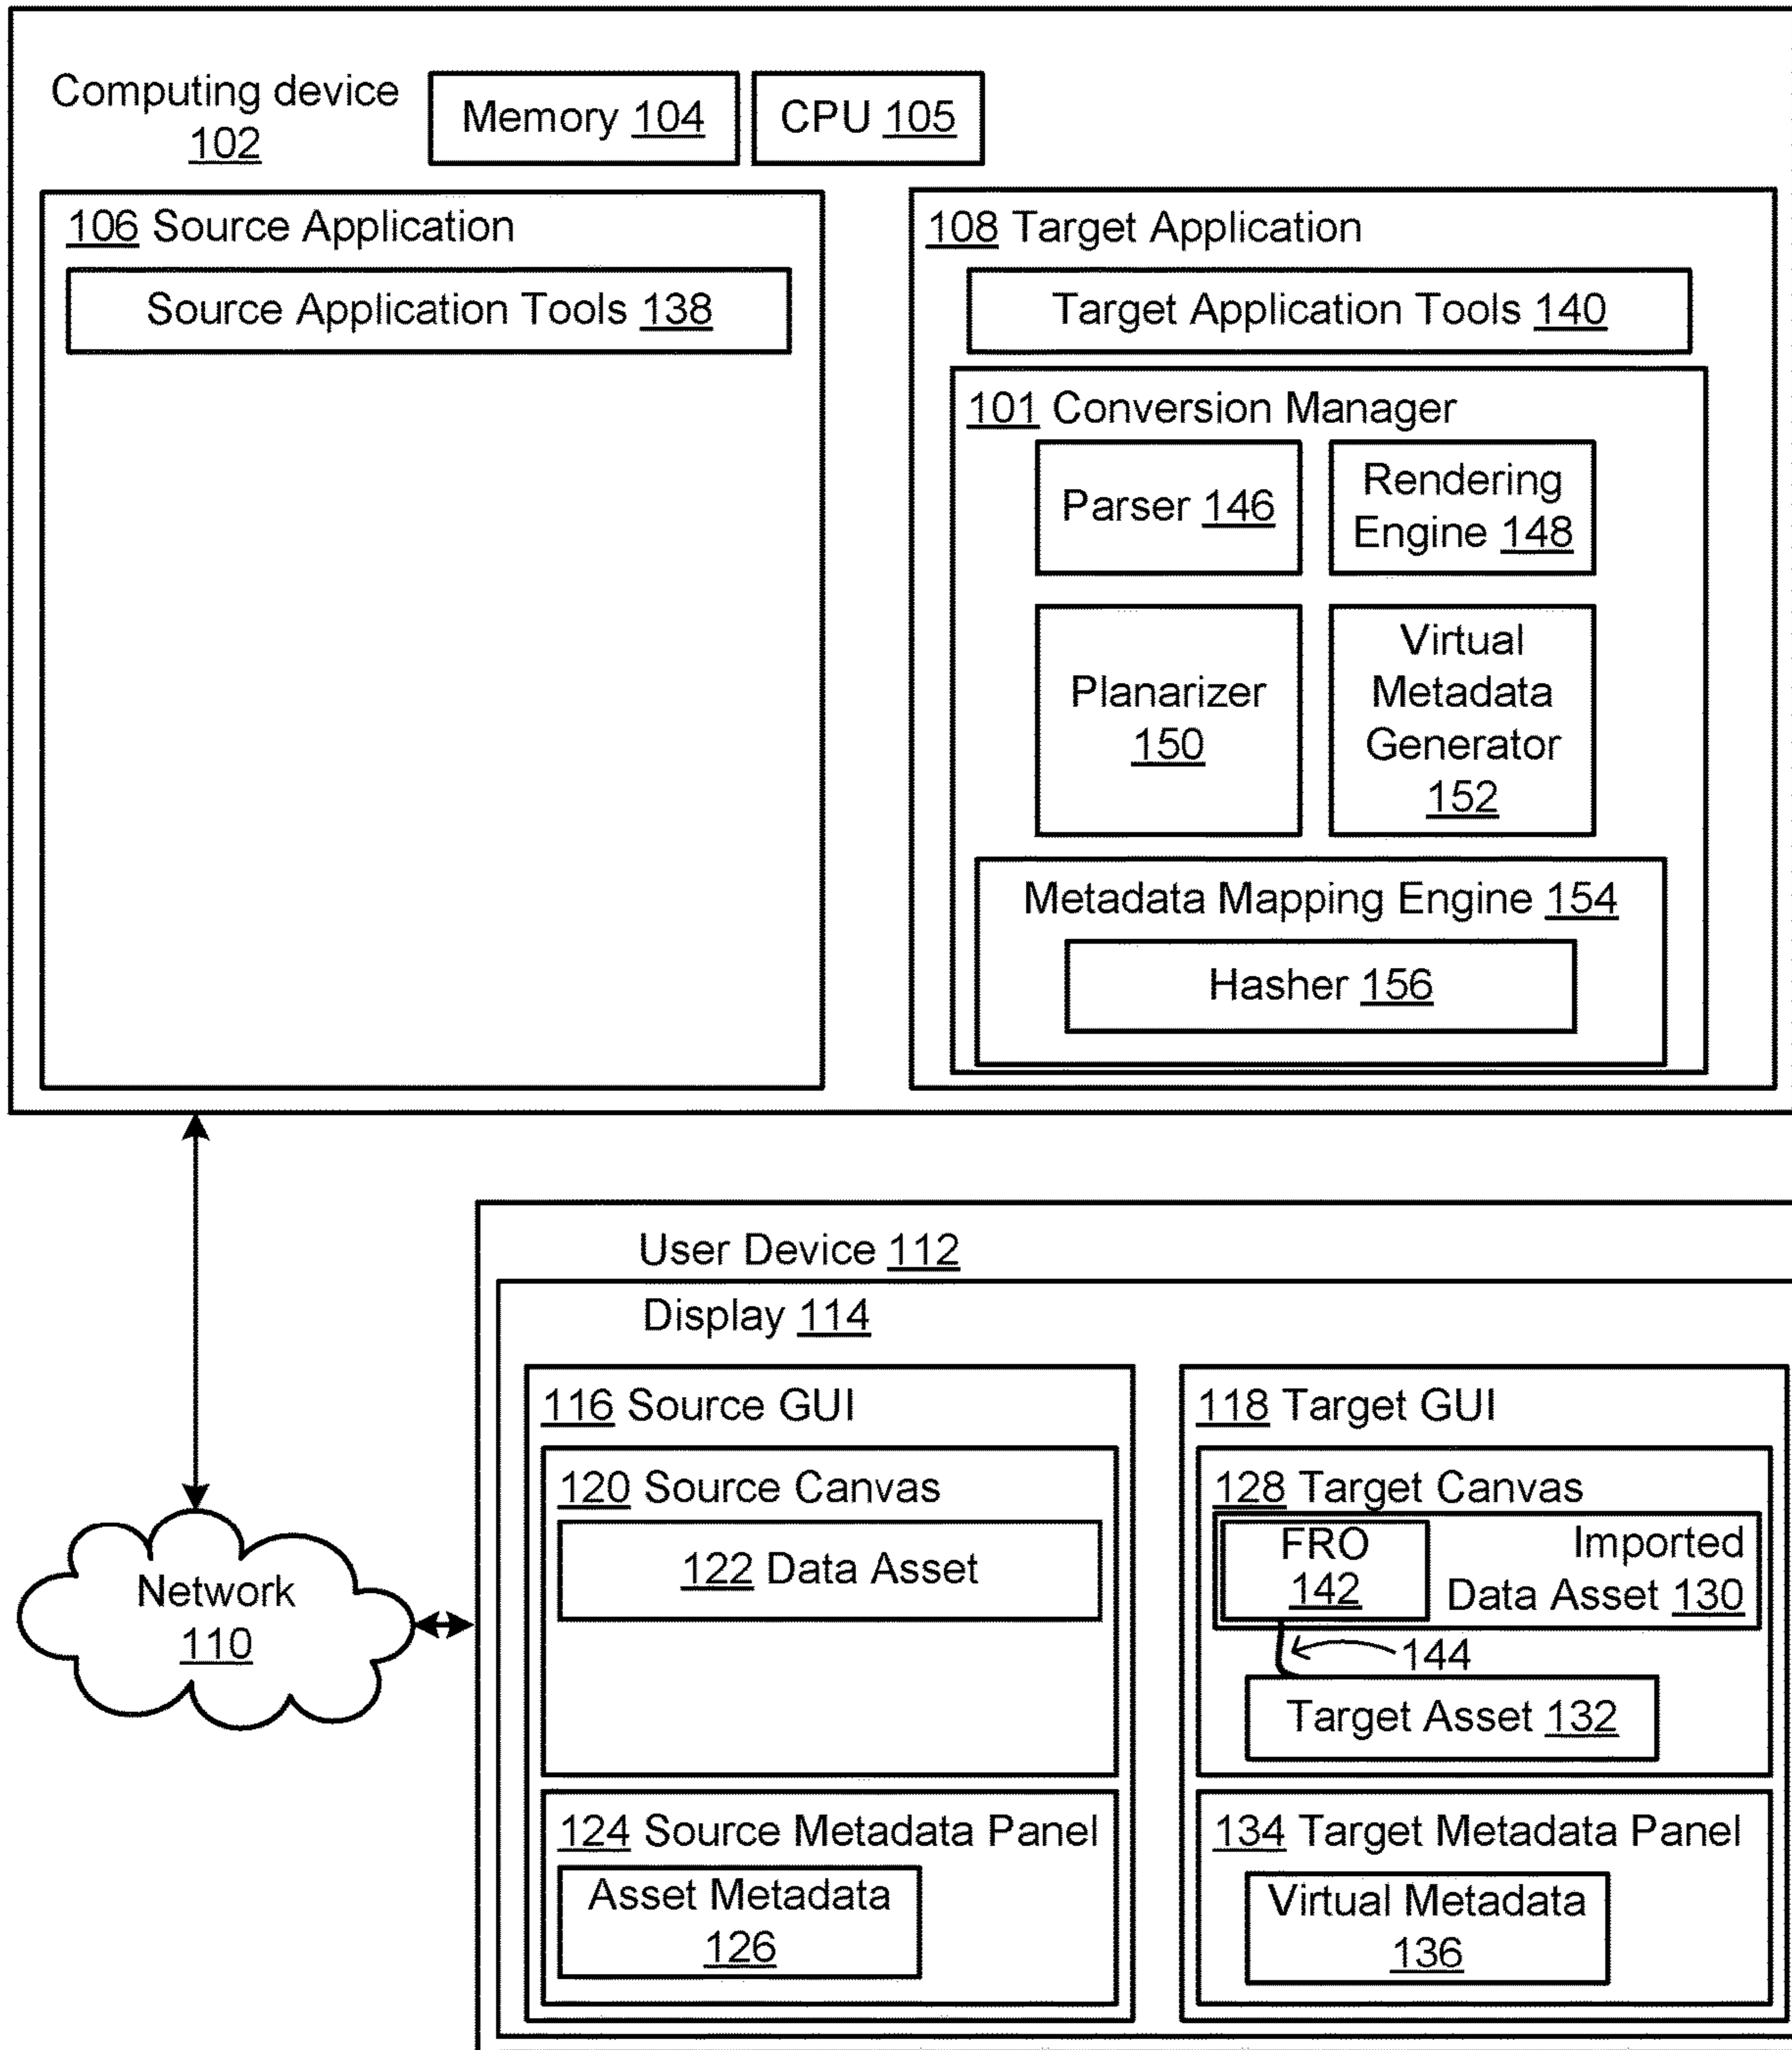 Computing device
102
Memory 104
CPU 105
106 Source Application
Source Application Tools 138
108 Target Application
Target Application Tools 140
101 Conversion Manager
Parser 146
Rendering
Engine 148
Planarizer
150
Virtual
Metadata
Generator
152
Metadata Mapping Engine 154
Hasher 156
Network
110
User Device 112
Display 114
116 Source GUI
120 Source Canvas
122 Data Asset
124 Source Metadata Panel
Asset Metadata
126
118 Target GUI
128 Target Canvas
FRO
142
Imported
Data Asset 130
144
Target Asset 132
134 Target Metadata Panel
Virtual Metadata
136